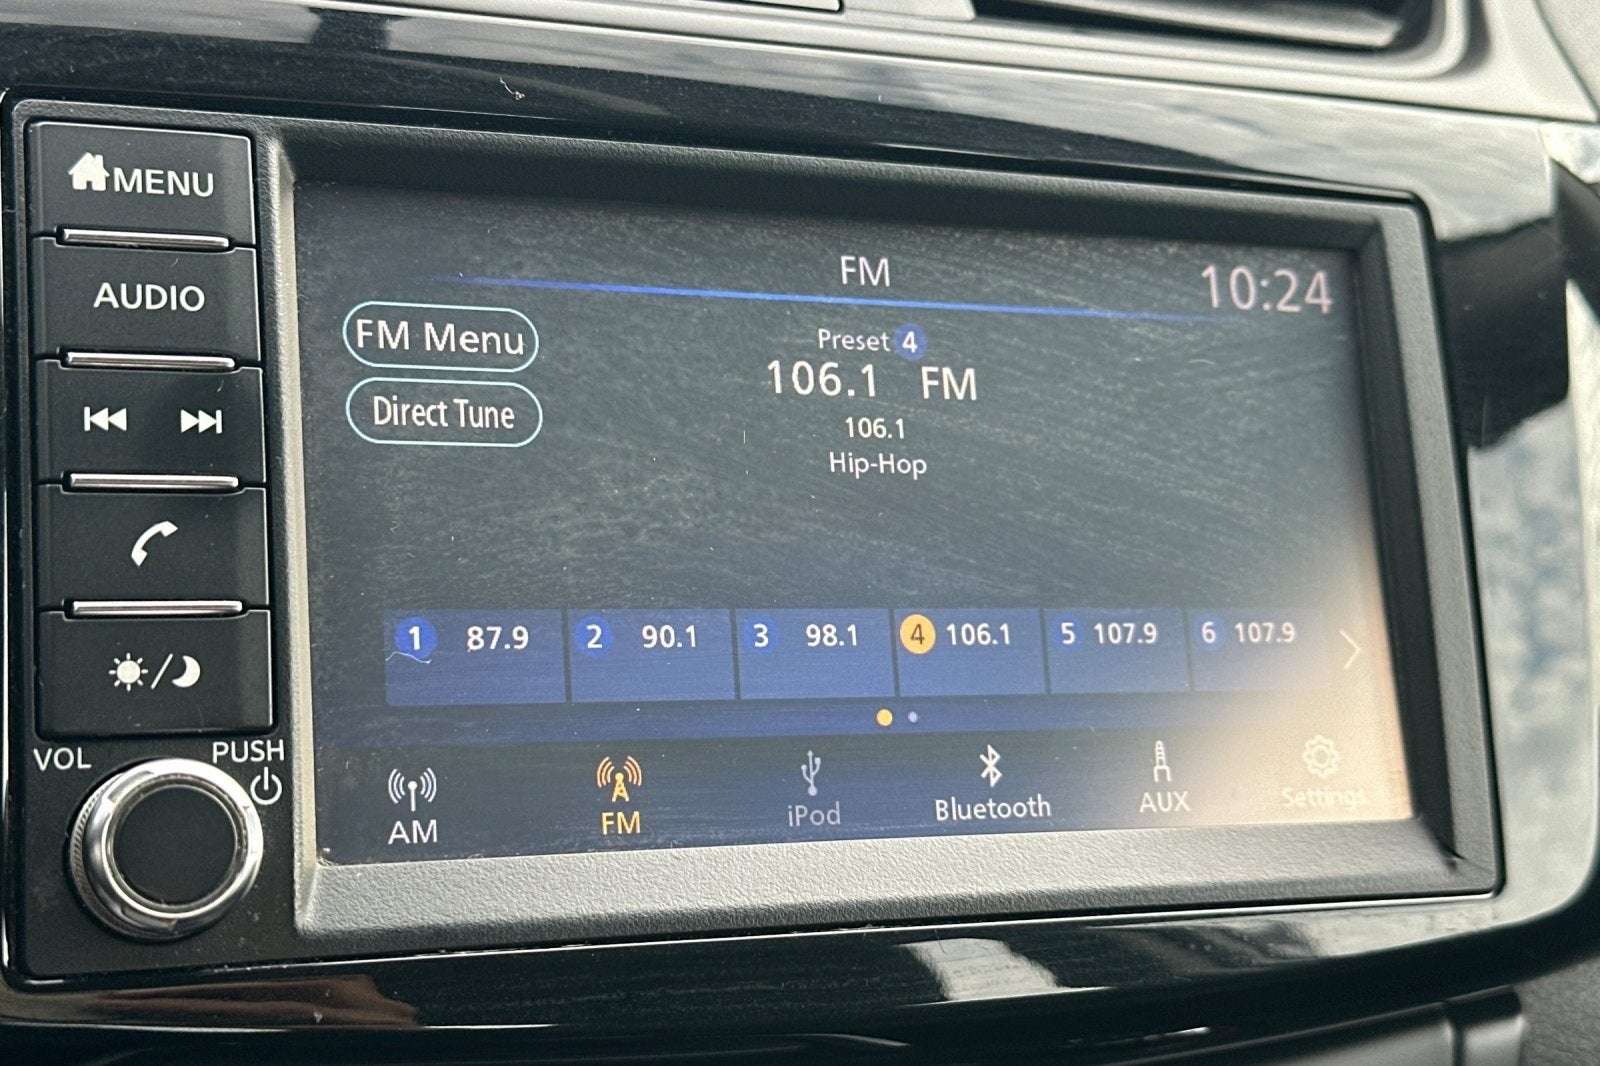 MENU
AUDIO
VOL
PUSH
FM
10:24
FM Menu
Direct Tune
Preset 4
106.1 FM
106.1
Hip-Hop
1 87.9 2 90.1 3 98.1 4 106.1 5 107.9 6 107.9
AM FM iPod Bluetooth AUX Settings